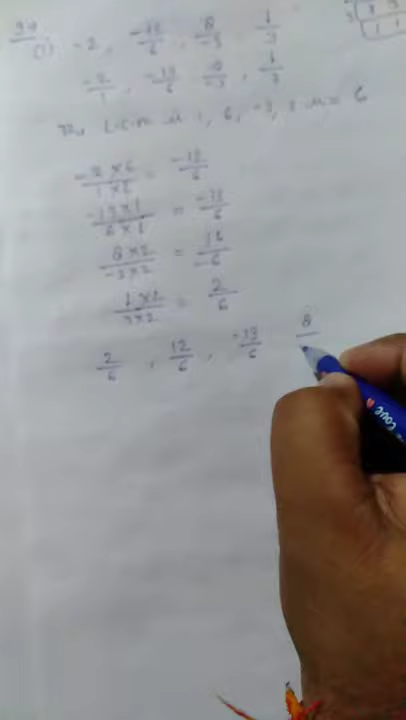 (1) -2, -13/6, 8/-3, 1/3
-2/1, -13/6, 8/-3, 1/3
The L.C.M 1, 6, -3, 3 = 6
-2×6/1×6 = -12/6
-13×1/6×1 = -13/6
8×2/-3×2 = 16/-6
1×2/3×2 = 2/6
2/6, 12/6, -13/6 8